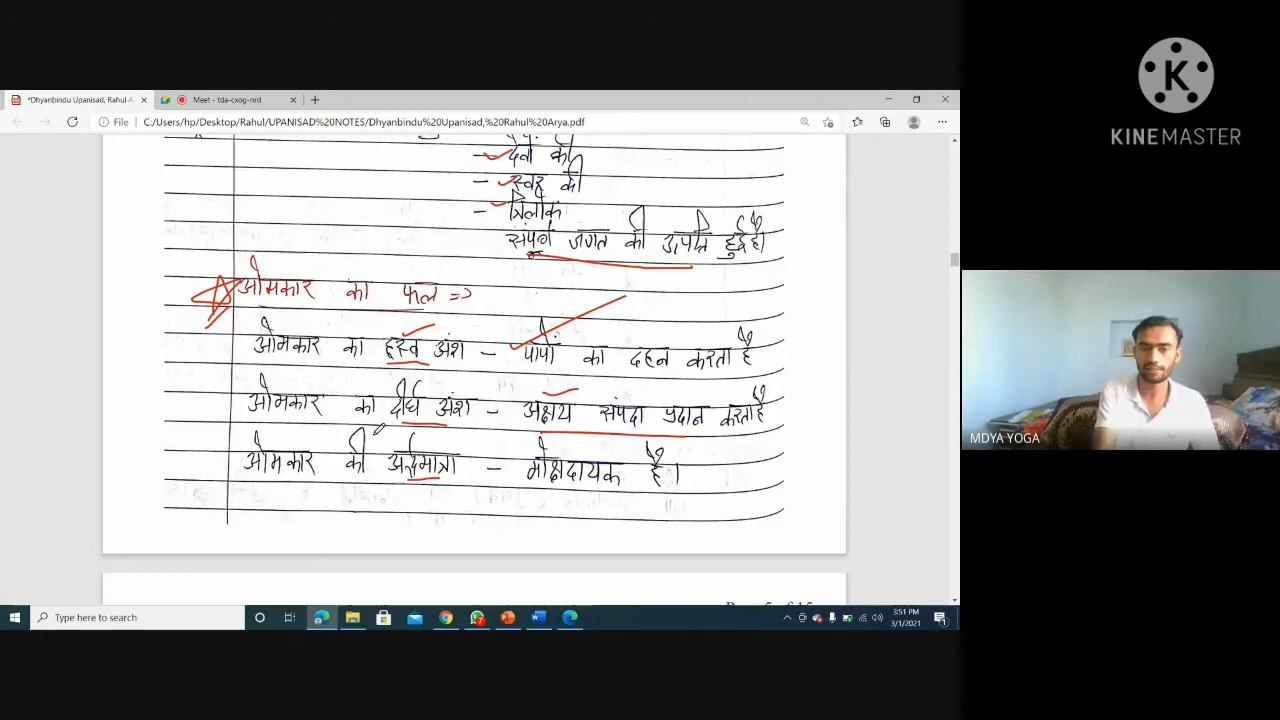 *Dhyanbindu Upanisad, Rahul A
Meet - tda-cxog-nrd
File
C:/Users/hp/Desktop/Rahul/UPANISAD%20NOTES/Dhyanbindu%20Upanisad,%20Rahul%20Arya.pdf
KINEMASTER
- देवों की
- स्वर की
- त्रिलोक
संपूर्ण जगत की उत्पत्ति हुई है।
ओमकार का फल =>
ओमकार का ह्रस्व अंश - पापों का दहन करता है
ओमकार का दीर्घ अंश - अक्षय संपदा प्रदान करता है
ओमकार की अर्द्धमात्रा - मोक्षदायक है।
MDYA YOGA
Type here to search
3:51 PM
3/1/2021